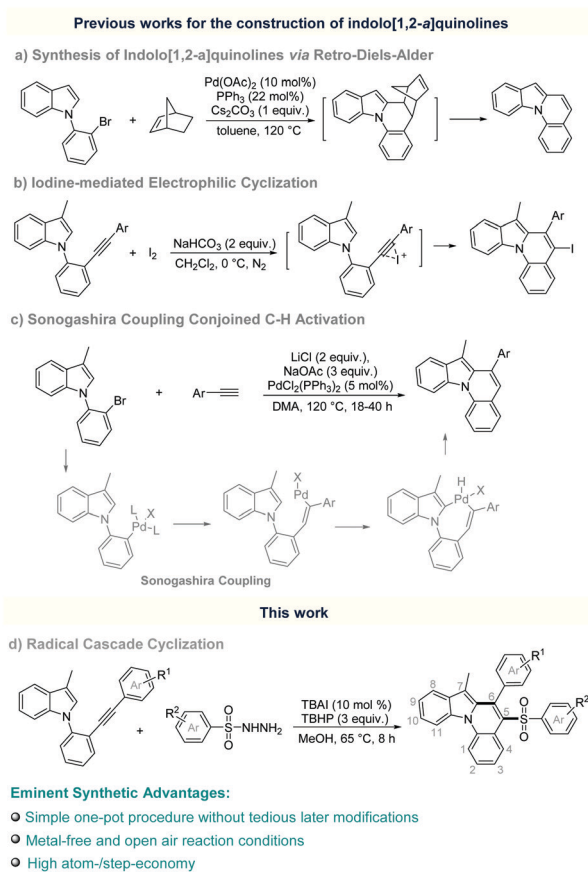 Previous works for the construction of indolo[1,2-a]quinolines
a) Synthesis of Indolo[1,2-a]quinolines via Retro-Diels-Alder
Pd(OAc)2 (10 mol%)
PPh3 (22 mol%)
Cs2CO3 (1 equiv.)
toluene, 120 °C
N
Br
+
N
N
b) Iodine-mediated Electrophilic Cyclization
N
Ar
+ I2
NaHCO3 (2 equiv.)
CH2Cl2, 0 °C, N2
N
Ar
I+
N
Ar
I
c) Sonogashira Coupling Conjoined C-H Activation
N
Br
+
Ar
LiCl (2 equiv.),
NaOAc (3 equiv.)
PdCl2(PPh3)2 (5 mol%)
DMA, 120 °C, 18-40 h
N
Ar
N
L
X
Pd
L
N
X
Pd
Ar
N
H
Pd
X
Ar
Sonogashira Coupling
This work
d) Radical Cascade Cyclization
N
Ar
R1
+
R2
Ar
O
S
O
NHNH2
TBAI (10 mol %)
TBHP (3 equiv.)
MeOH, 65 °C, 8 h
R1
Ar
8
7
9
6
10
N
5
11
O
S
O
Ar
R2
1
4
2
3
Eminent Synthetic Advantages:
Simple one-pot procedure without tedious later modifications
Metal-free and open air reaction conditions
High atom-/step-economy